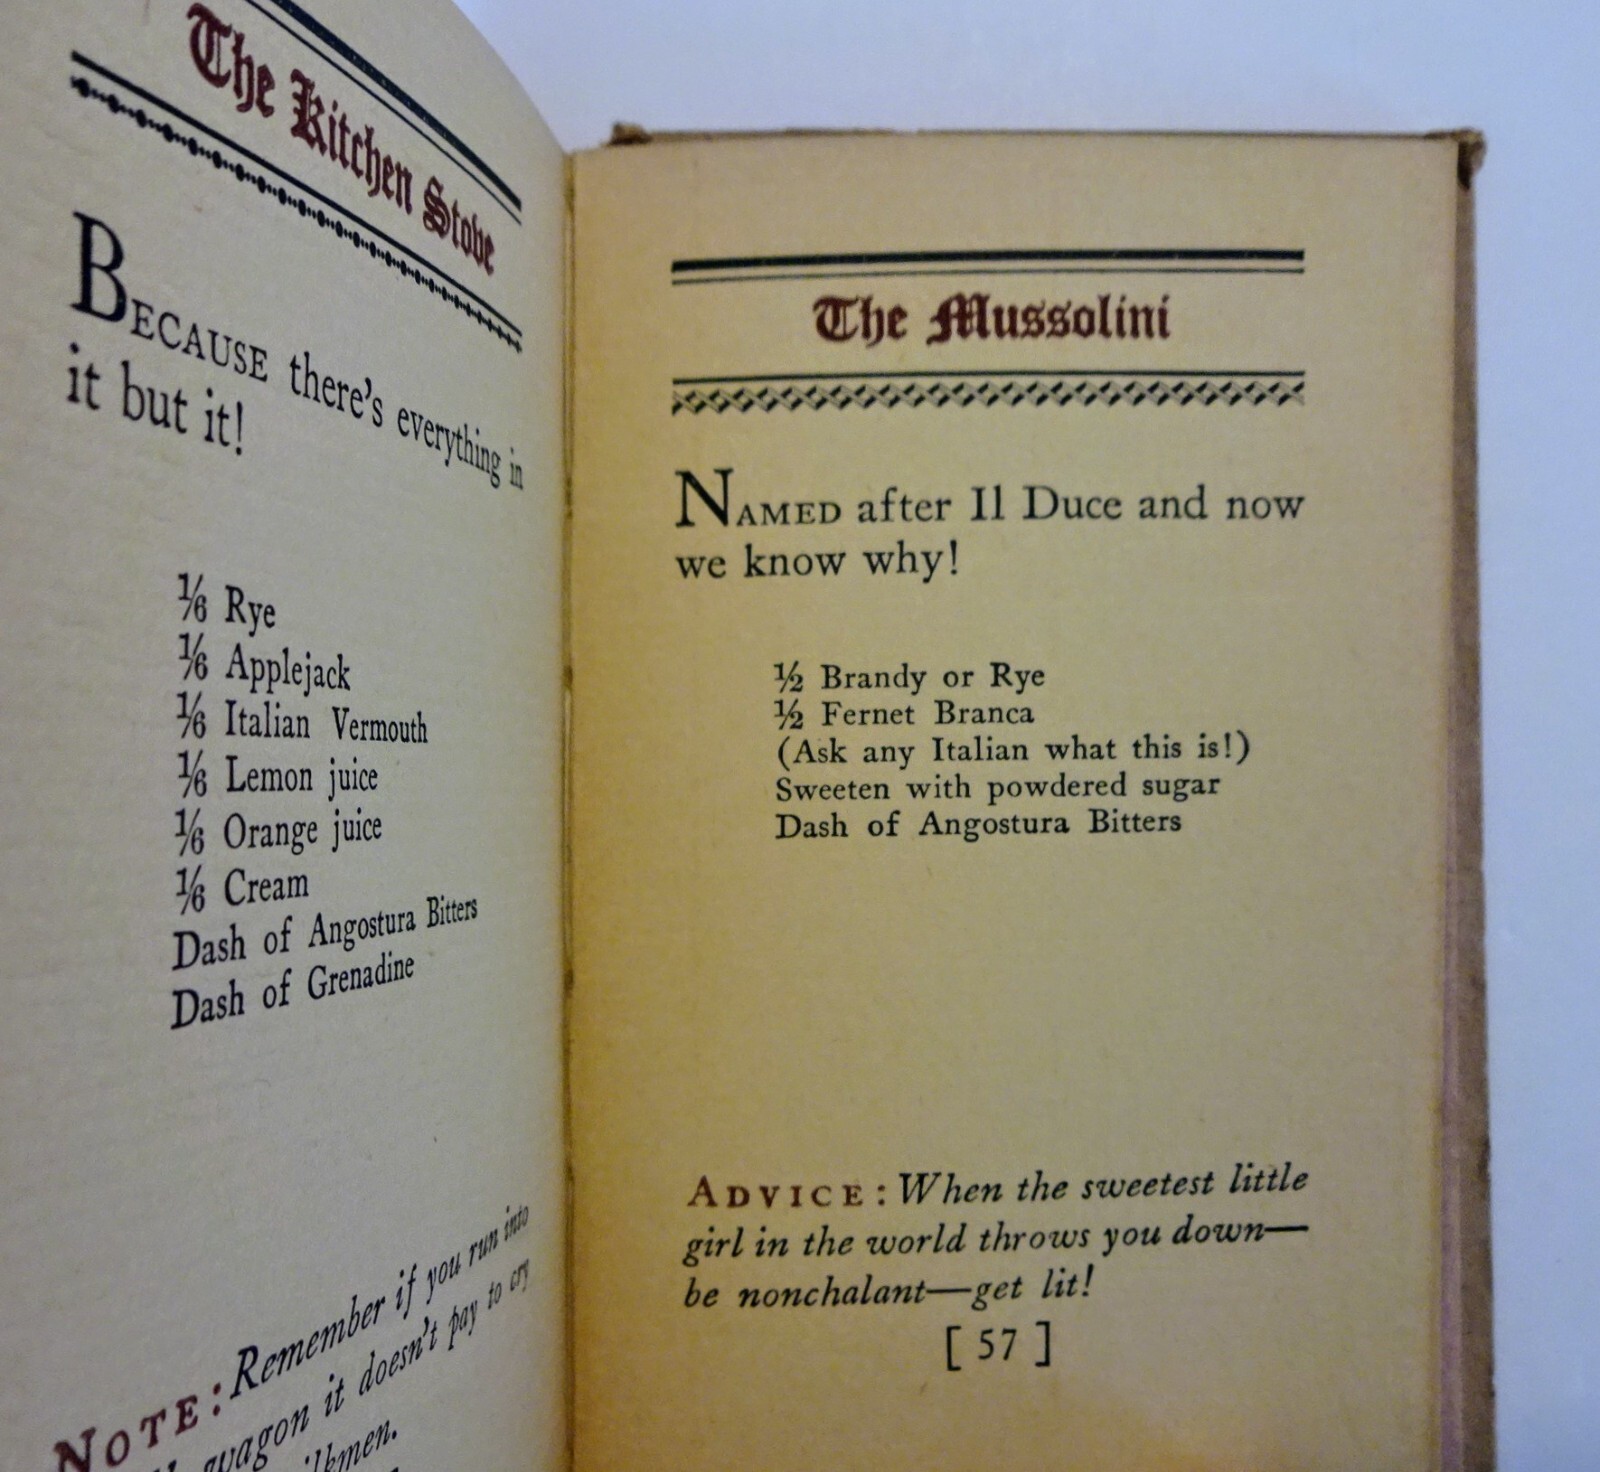 The Kitchen Stove
BECAUSE there's everything in
it but it!
⅙ Rye
⅙ Applejack
⅙ Italian Vermouth
⅙ Lemon juice
⅙ Orange juice
⅙ Cream
Dash of Angostura Bitters
Dash of Grenadine
NOTE: Remember if you run into
wagon it doesn't pay to cry
The Mussolini
NAMED after Il Duce and now
we know why!
½ Brandy or Rye
½ Fernet Branca
(Ask any Italian what this is!)
Sweeten with powdered sugar
Dash of Angostura Bitters
ADVICE: When the sweetest little
girl in the world throws you down—
be nonchalant—get lit!
[ 57 ]